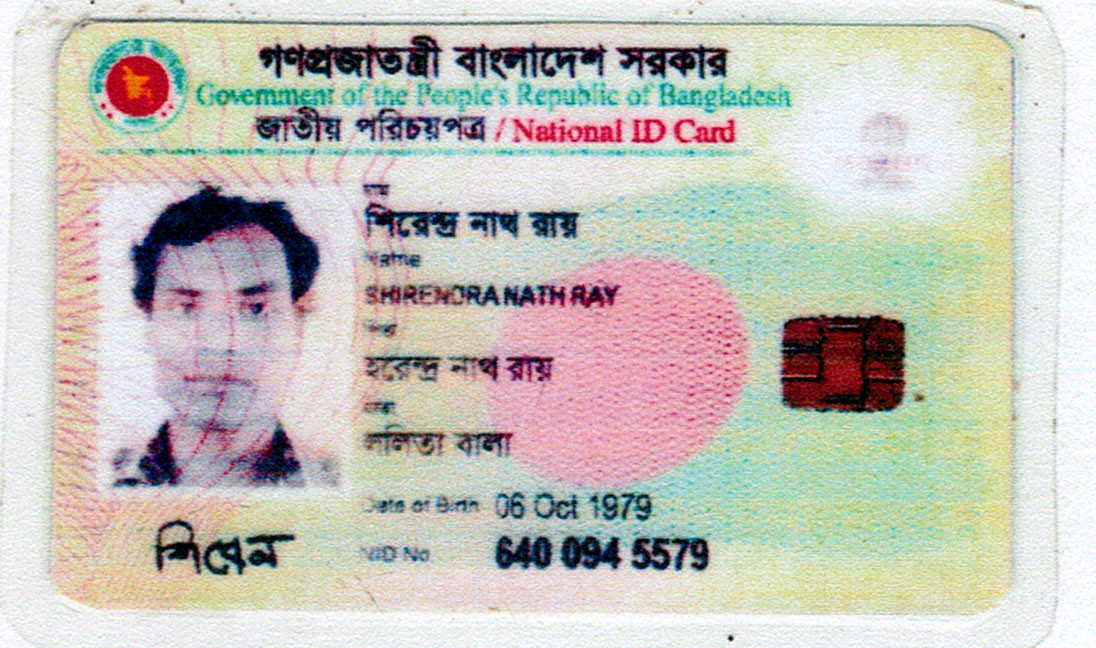 গণপ্রজাতন্ত্রী বাংলাদেশ সরকার
Government of the People's Republic of Bangladesh
জাতীয় পরিচয়পত্র / National ID Card
নাম
শিরেন্দ্র নাথ রায়
Name
SHIRENDRA NATH RAY
পিতা
হরেন্দ্র নাথ রায়
মাতা
ললিতা বালা
Date of Birth 06 Oct 1979
শিরেন
NID No 640 094 5579